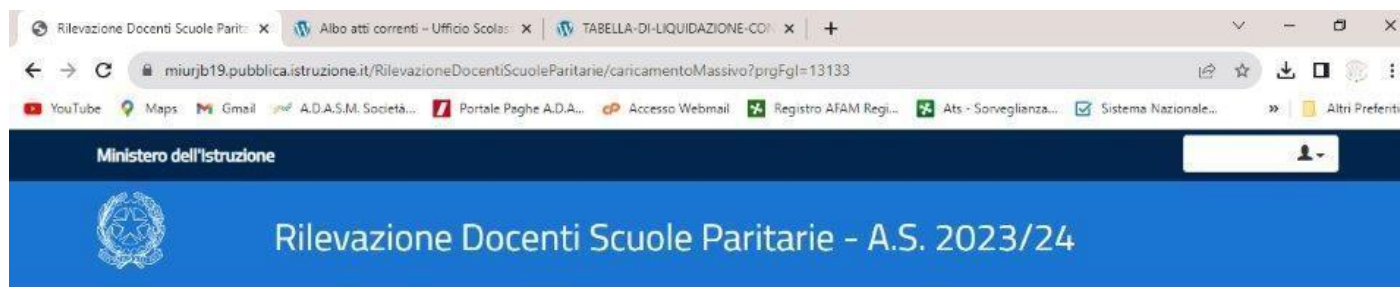 Rilevazione Docenti Scuole Parita
Albo atti correnti – Ufficio Scolas
TABELLA-DI-LIQUIDAZIONE-CON
miurjb19.pubblica.istruzione.it/RilevazioneDocentiScuoleParitarie/caricamentoMassivo?prgFgl=13133
YouTube Maps Gmail A.D.A.S.M. Società... Portale Paghe A.D.A... Accesso Webmail Registro AFAM Regi... Ats - Sorveglianza... Sistema Nazionale... » Altri Preferiti
Ministero dell'Istruzione
Rilevazione Docenti Scuole Paritarie - A.S. 2023/24